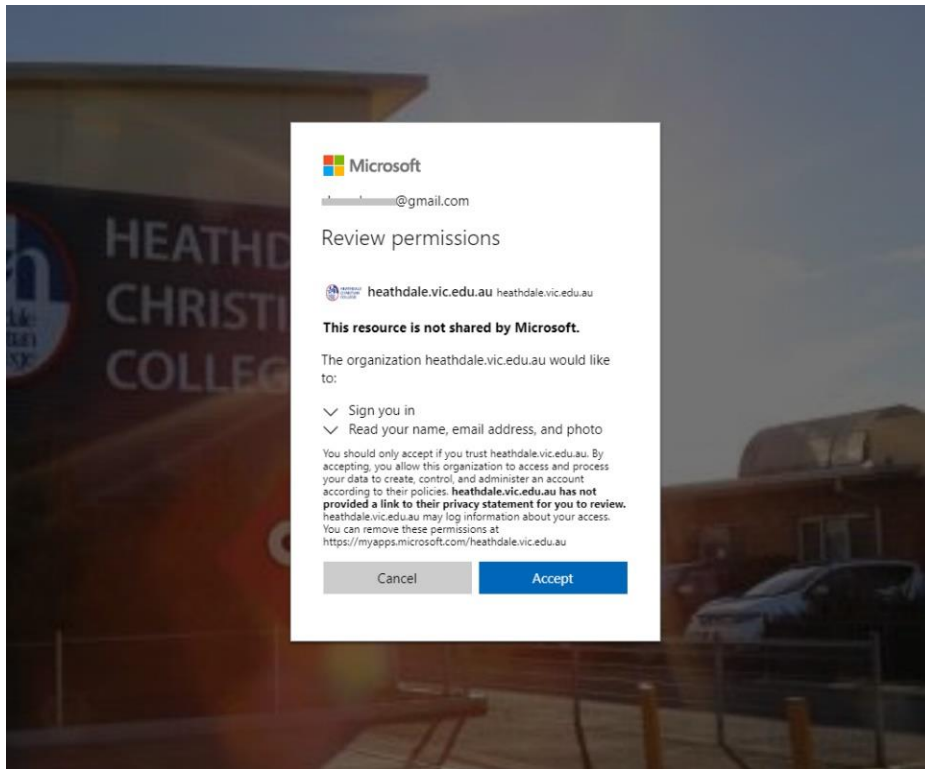 Microsoft
@gmail.com
Review permissions
heathdale.vic.edu.au heathdale.vic.edu.au
This resource is not shared by Microsoft.
The organization heathdale.vic.edu.au would like
to:
Sign you in
Read your name, email address, and photo
You should only accept if you trust heathdale.vic.edu.au. By
accepting, you allow this organization to access and process
your data to create, control, and administer an account
according to their policies. heathdale.vic.edu.au has not
provided a link to their privacy statement for you to review.
heathdale.vic.edu.au may log information about your access.
You can remove these permissions at
https://myapps.microsoft.com/heathdale.vic.edu.au
Cancel
Accept
HEATHD
CHRISTI
COLLEG